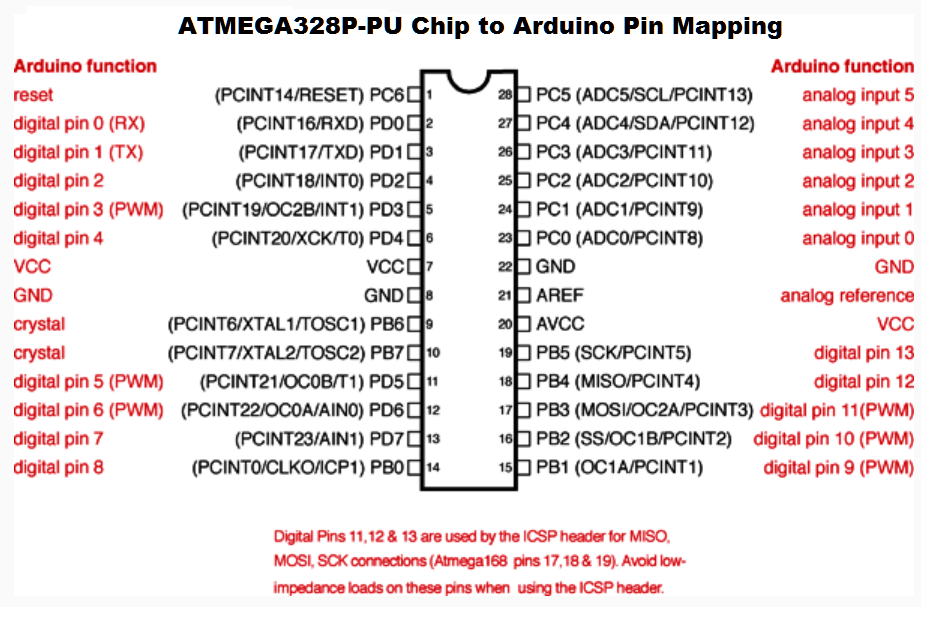 ATMEGA328P-PU Chip to Arduino Pin Mapping
Arduino function Arduino function
reset (PCINT14/RESET) PC6 1 28 PC5 (ADC5/SCL/PCINT13) analog input 5
digital pin 0 (RX) (PCINT16/RXD) PD0 2 27 PC4 (ADC4/SDA/PCINT12) analog input 4
digital pin 1 (TX) (PCINT17/TXD) PD1 3 26 PC3 (ADC3/PCINT11) analog input 3
digital pin 2 (PCINT18/INT0) PD2 4 25 PC2 (ADC2/PCINT10) analog input 2
digital pin 3 (PWM) (PCINT19/OC2B/INT1) PD3 5 24 PC1 (ADC1/PCINT9) analog input 1
digital pin 4 (PCINT20/XCK/T0) PD4 6 23 PC0 (ADC0/PCINT8) analog input 0
VCC VCC 7 22 GND GND
GND GND 8 21 AREF analog reference
crystal (PCINT6/XTAL1/TOSC1) PB6 9 20 AVCC VCC
crystal (PCINT7/XTAL2/TOSC2) PB7 10 19 PB5 (SCK/PCINT5) digital pin 13
digital pin 5 (PWM) (PCINT21/OC0B/T1) PD5 11 18 PB4 (MISO/PCINT4) digital pin 12
digital pin 6 (PWM) (PCINT22/OC0A/AIN0) PD6 12 17 PB3 (MOSI/OC2A/PCINT3) digital pin 11(PWM)
digital pin 7 (PCINT23/AIN1) PD7 13 16 PB2 (SS/OC1B/PCINT2) digital pin 10 (PWM)
digital pin 8 (PCINT0/CLKO/ICP1) PB0 14 15 PB1 (OC1A/PCINT1) digital pin 9 (PWM)
Digital Pins 11,12 & 13 are used by the ICSP header for MISO,
MOSI, SCK connections (Atmega168 pins 17,18 & 19). Avoid low-
impedance loads on these pins when using the ICSP header.